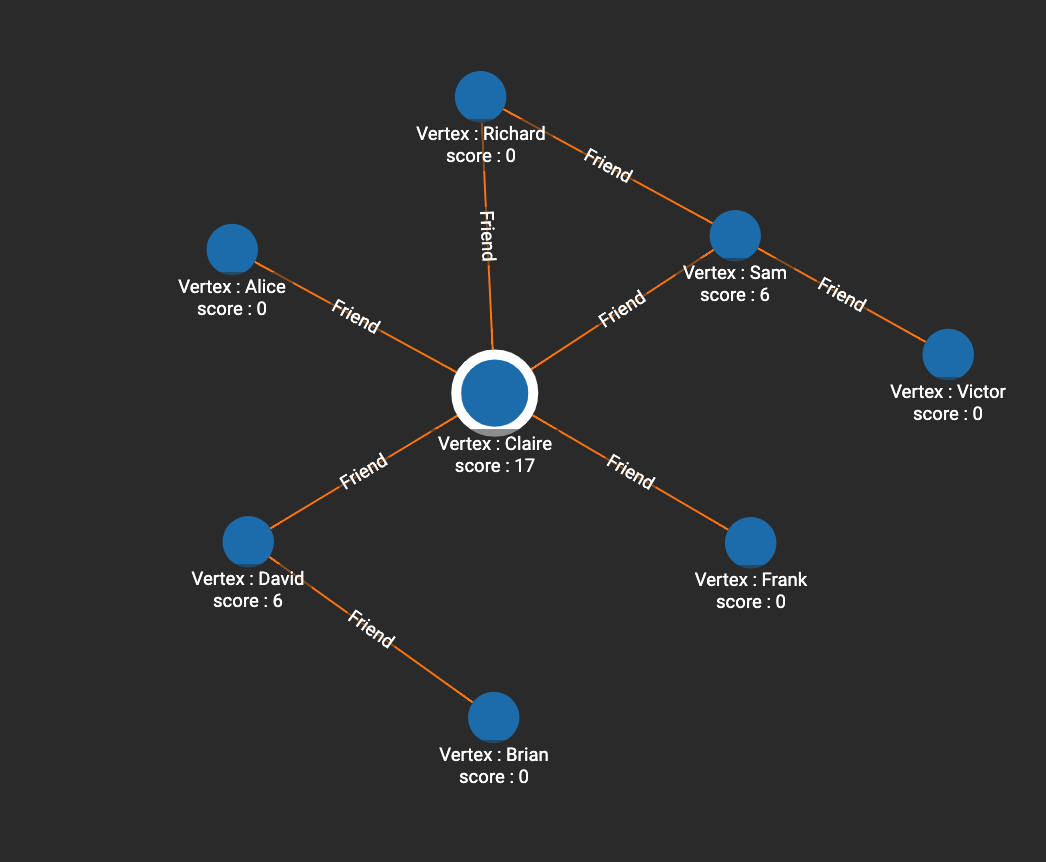 Vertex : Richard
score : 0
Friend
Friend
Vertex : Sam
score : 6
Vertex : Alice
score : 0
Friend
Friend
Friend
Vertex : Victor
score : 0
Vertex : Claire
score : 17
Friend
Friend
Vertex : David
score : 6
Vertex : Frank
score : 0
Friend
Vertex : Brian
score : 0